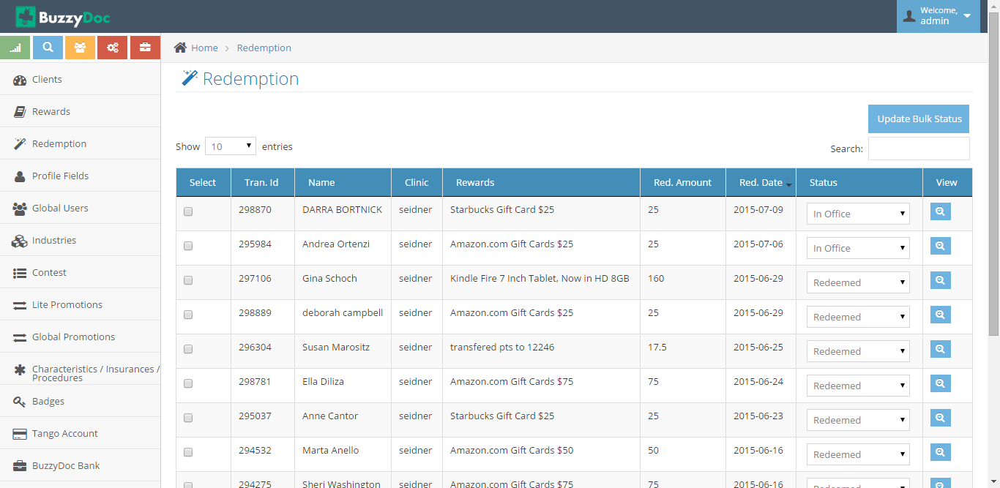 BuzzyDoc
Welcome,
admin
Home
Redemption
Clients
Rewards
Redemption
Profile Fields
Global Users
Industries
Contest
Lite Promotions
Global Promotions
Characteristics / Insurances /
Procedures
Badges
Tango Account
BuzzyDoc Bank
Redemption
Update Bulk Status
Show 10 entries
Search:
Select Tran. Id Name Clinic Rewards Red. Amount Red. Date Status View
298870 DARRA BORTNICK seidner Starbucks Gift Card $25 25 2015-07-09 In Office
295984 Andrea Ortenzi seidner Amazon.com Gift Cards $25 25 2015-07-06 In Office
297106 Gina Schoch seidner Kindle Fire 7 Inch Tablet, Now in HD 8GB 160 2015-06-29 Redeemed
298889 deborah campbell seidner Amazon.com Gift Cards $25 25 2015-06-29 Redeemed
296304 Susan Marositz seidner transfered pts to 12246 17.5 2015-06-25 Redeemed
298781 Ella Diliza seidner Amazon.com Gift Cards $75 75 2015-06-24 Redeemed
295037 Anne Cantor seidner Starbucks Gift Card $25 25 2015-06-23 Redeemed
294532 Marta Anello seidner Amazon.com Gift Cards $50 50 2015-06-16 Redeemed
294275 Sheri Washington seidner Amazon.com Gift Cards $75 75 2015-06-16 Redeemed